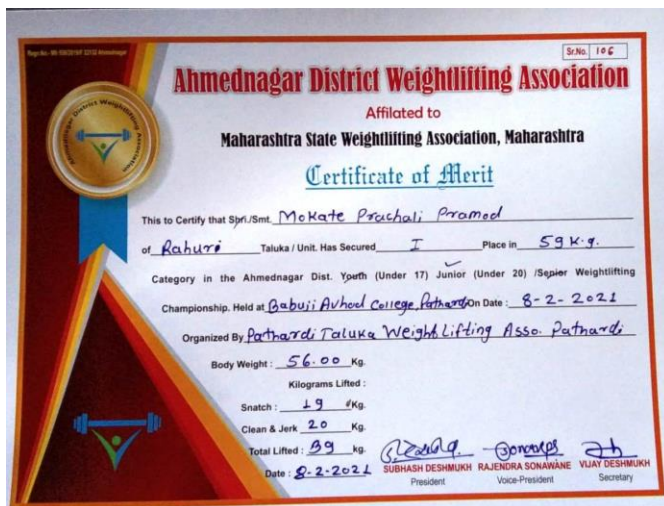 Sr.No. 106
Ahmednagar District Weightlifting Association
Affilated to
Maharashtra State Weightlifting Association, Maharashtra
Certificate of Merit
Ahmednagar District Weightlifting Association
This to Certify that Shri./Smt. Mokate Prachali Pramod
of Rahuri Taluka / Unit. Has Secured I Place in 59 K.g.
Category in the Ahmednagar Dist. Youth (Under 17) Junior (Under 20) /Senior Weightlifting
Championship. Held at Babuji Avhad College, Pathardi On Date : 8-2-2021
Organized By Pathardi Taluka Weight Lifting Asso. Pathardi
Body Weight : 56.00 Kg.
Kilograms Lifted :
Snatch : 19 Kg.
Clean & Jerk 20 Kg.
Total Lifted : 39 kg.
Date : 8-2-2021
SUBHASH DESHMUKH RAJENDRA SONAWANE VIJAY DESHMUKH
President Voice-President Secretary